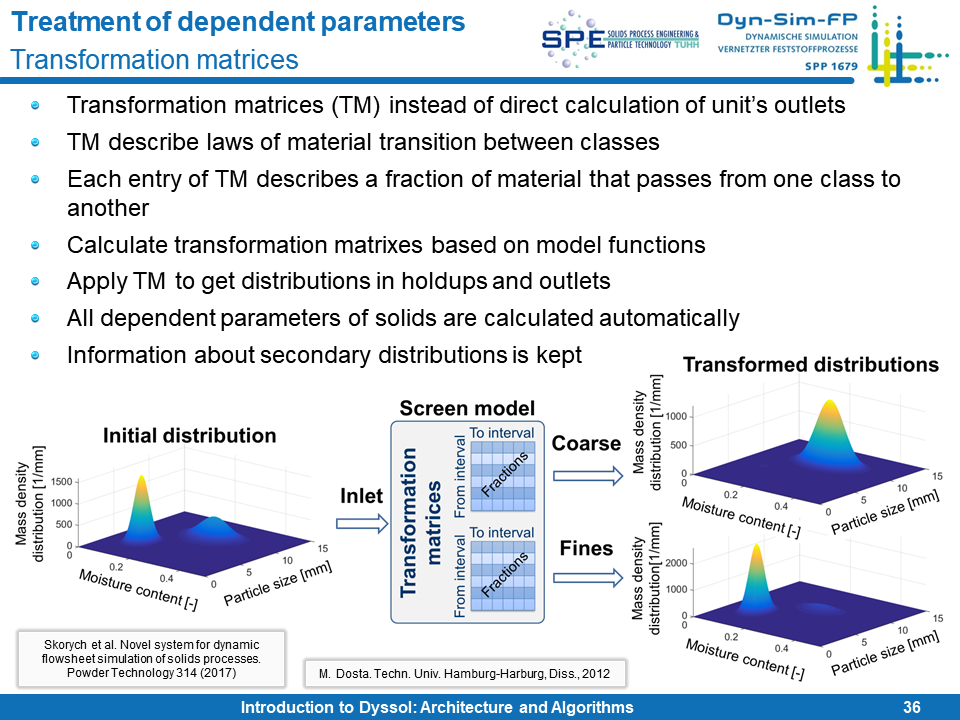 Treatment of dependent parameters
Transformation matrices
SPE SOLIDS PROCESS ENGINEERING &
PARTICLE TECHNOLOGY TUHH
Dyn-Sim-FP
DYNAMISCHE SIMULATION
VERNETZTER FESTSTOFFPROZESSE
SPP 1679
Transformation matrices (TM) instead of direct calculation of unit's outlets
TM describe laws of material transition between classes
Each entry of TM describes a fraction of material that passes from one class to
another
Calculate transformation matrixes based on model functions
Apply TM to get distributions in holdups and outlets
All dependent parameters of solids are calculated automatically
Information about secondary distributions is kept
Initial distribution
Mass density
distribution [1/mm]
1500
1000
500
0
0
0.2
0.4
Moisture content [-]
0
5
10
15
Particle size [mm]
Inlet
Screen model
Transformation
matrices
To interval
From interval
Fractions
To interval
From interval
Fractions
Coarse
Fines
Transformed distributions
Mass density
distribution [1/mm]
1000
500
0
0
0.2
0.4
Moisture content [-]
0
5
10
15
Particle size [mm]
Mass density
distribution[1/mm]
2000
1000
0
0
0.2
0.4
Moisture content [-]
0
5
10
15
Particle size [mm]
Skorych et al. Novel system for dynamic
flowsheet simulation of solids processes.
Powder Technology 314 (2017)
M. Dosta. Techn. Univ. Hamburg-Harburg, Diss., 2012
Introduction to Dyssol: Architecture and Algorithms
36